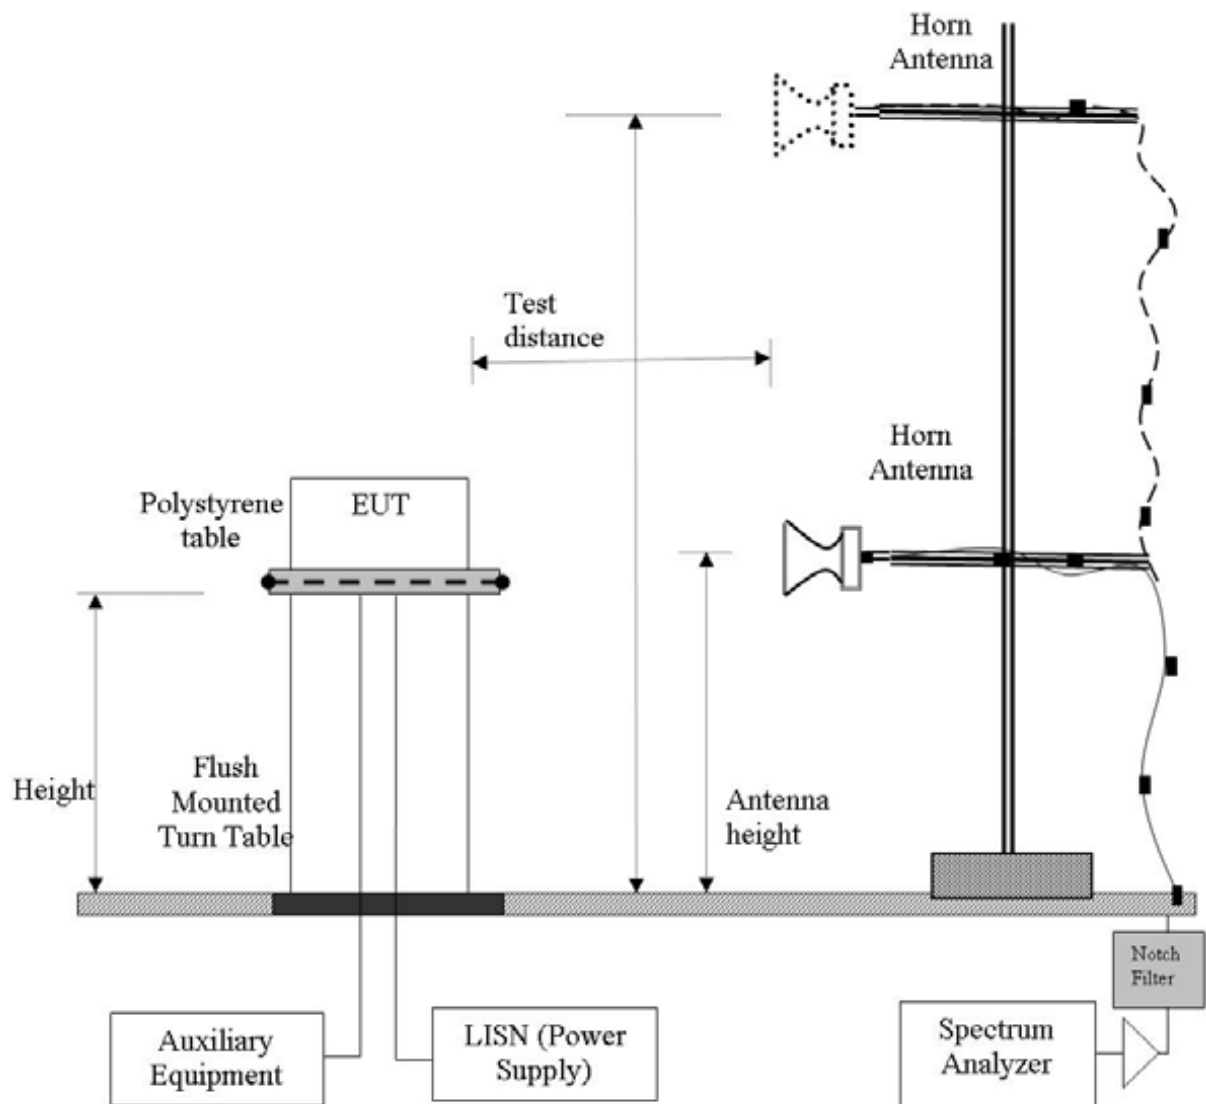 Horn
Antenna
Test
distance
Horn
Antenna
Polystyrene
table
EUT
Height
Flush
Mounted
Turn Table
Antenna
height
Notch
Filter
Auxiliary
Equipment
LISN (Power
Supply)
Spectrum
Analyzer